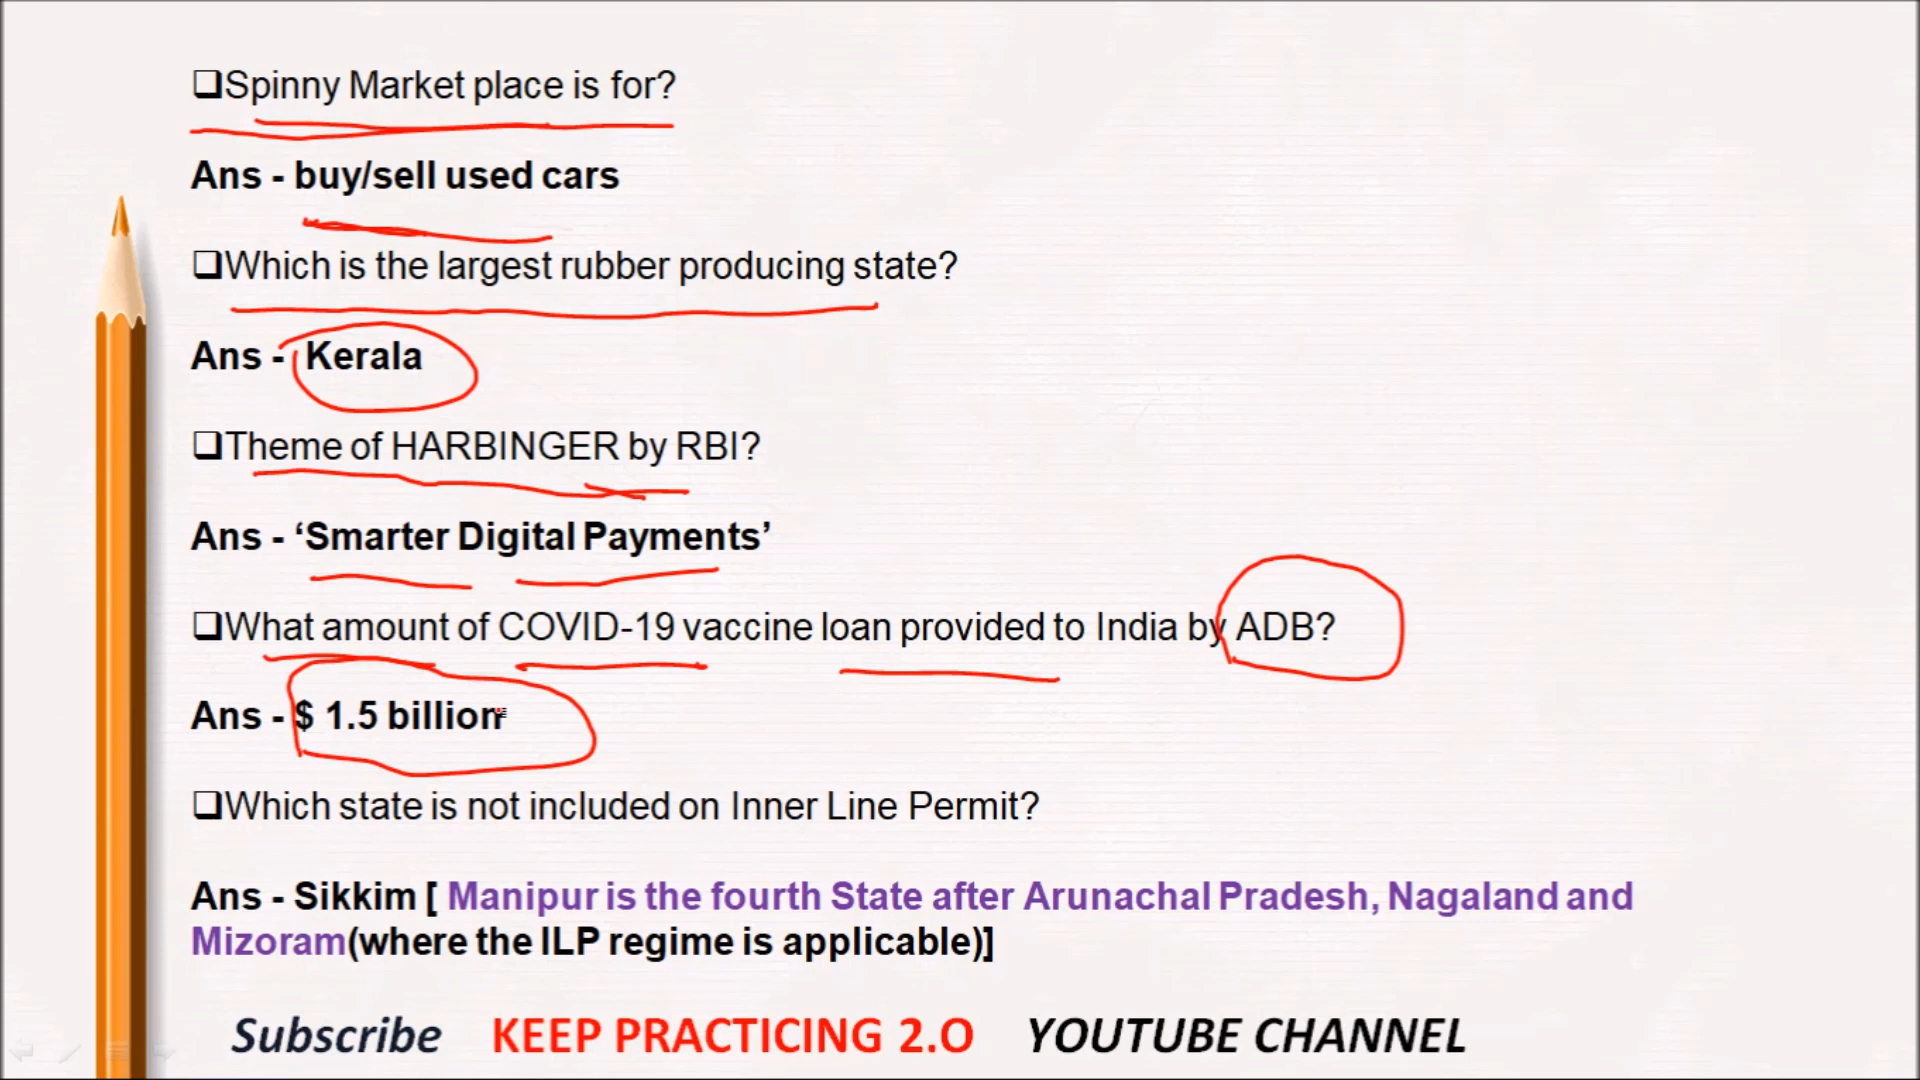 ❑Spinny Market place is for?
Ans - buy/sell used cars
❑Which is the largest rubber producing state?
Ans - Kerala
❑Theme of HARBINGER by RBI?
Ans - ‘Smarter Digital Payments’
❑What amount of COVID-19 vaccine loan provided to India by ADB?
Ans - $ 1.5 billion
❑Which state is not included on Inner Line Permit?
Ans - Sikkim [ Manipur is the fourth State after Arunachal Pradesh, Nagaland and
Mizoram(where the ILP regime is applicable)]
Subscribe KEEP PRACTICING 2.O YOUTUBE CHANNEL